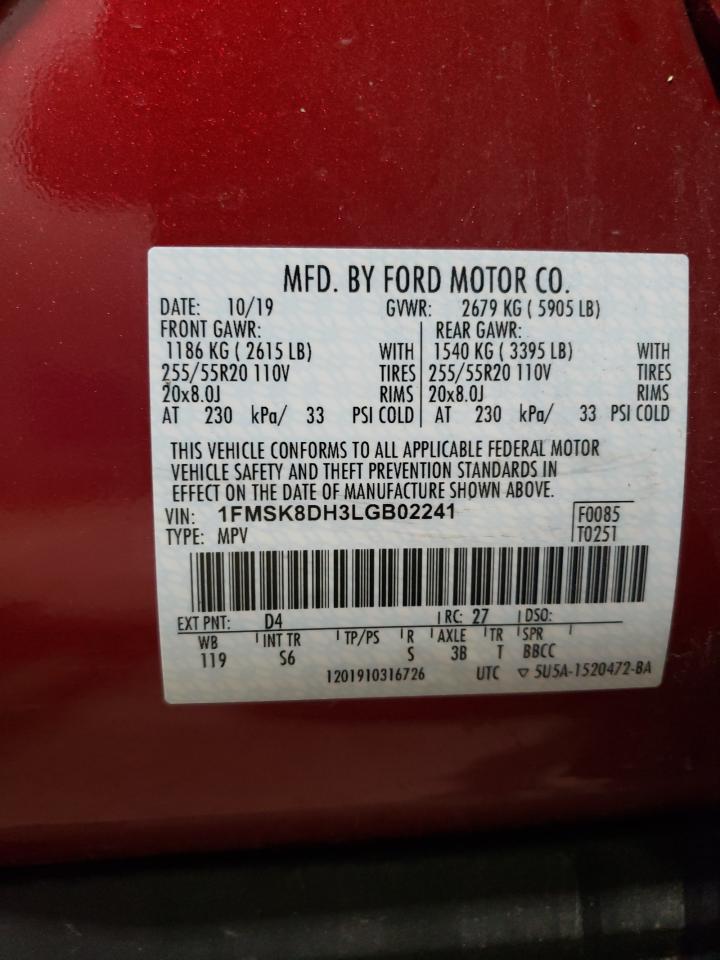 MFD. BY FORD MOTOR CO.
DATE: 10/19 GVWR: 2679 KG ( 5905 LB)
FRONT GAWR: REAR GAWR:
1186 KG ( 2615 LB) WITH 1540 KG ( 3395 LB) WITH
255/55R20 110V TIRES 255/55R20 110V TIRES
20x8.0J RIMS 20x8.0J RIMS
AT 230 kPa/ 33 PSI COLD AT 230 kPa/ 33 PSI COLD
THIS VEHICLE CONFORMS TO ALL APPLICABLE FEDERAL MOTOR
VEHICLE SAFETY AND THEFT PREVENTION STANDARDS IN
EFFECT ON THE DATE OF MANUFACTURE SHOWN ABOVE.
VIN: 1FMSK8DH3LGB02241 F0085
TYPE: MPV T0251
EXT PNT: D4 RC: 27 DSO:
WB INT TR TP/PS R AXLE TR SPR
119 S6 S 3B T BBCC
1201910316726 UTC ▽ 5U5A-1520472-BA